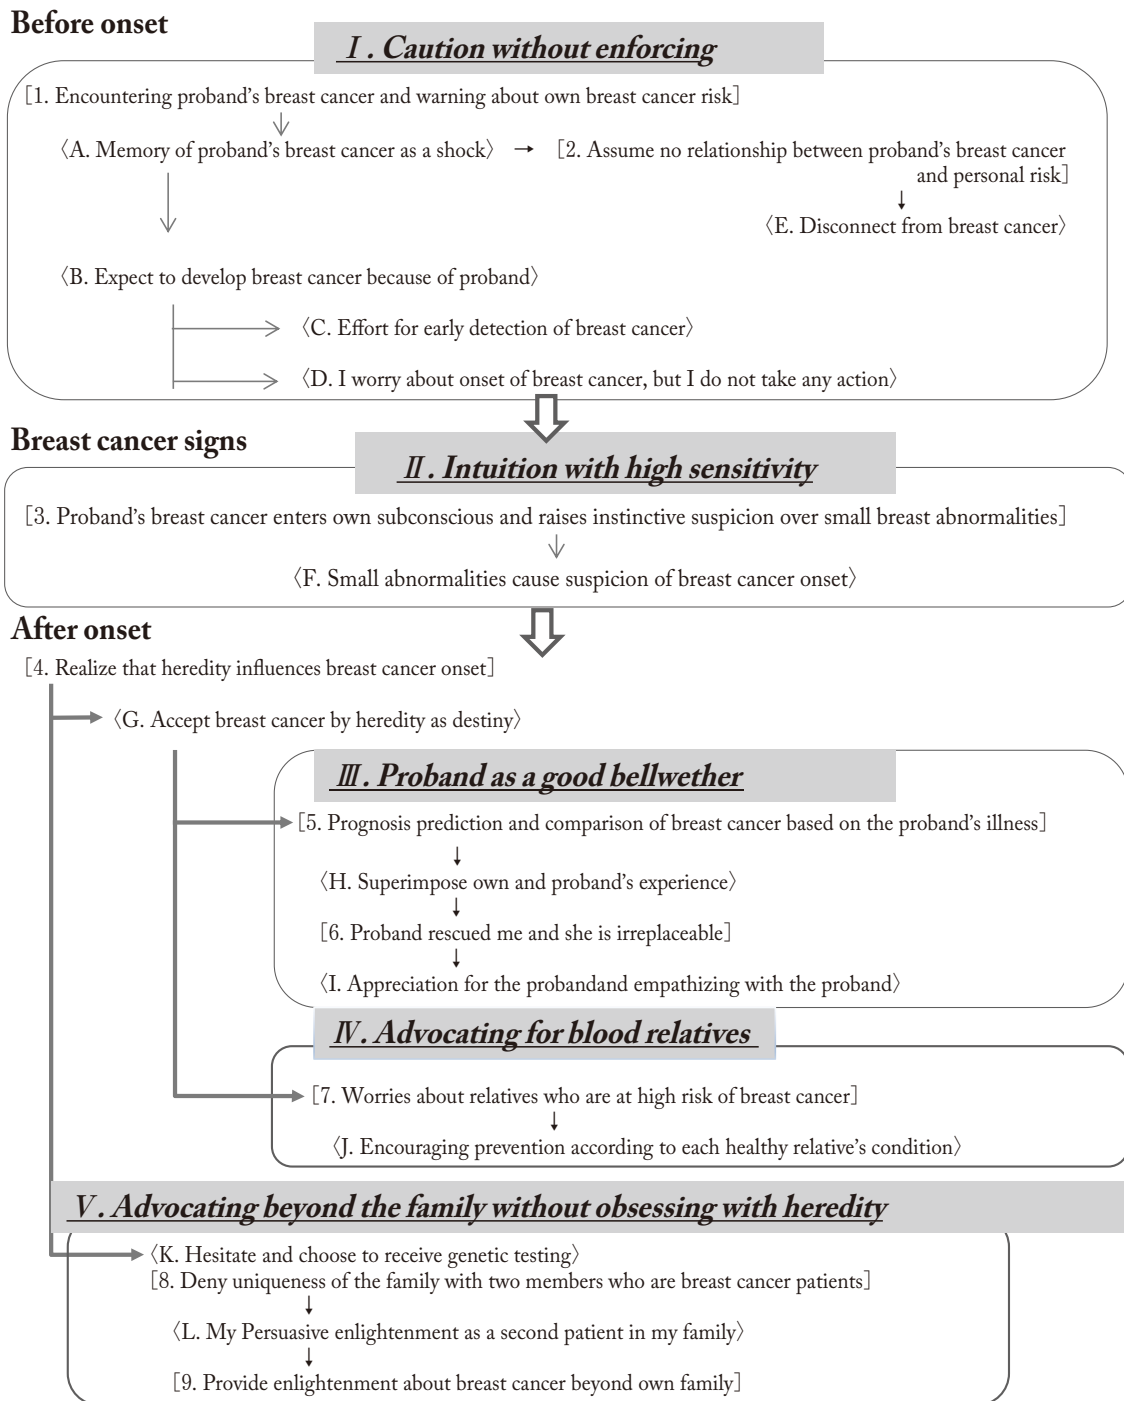 Before onset
Ⅰ. Caution without enforcing
[1. Encountering proband's breast cancer and warning about own breast cancer risk]
〈A. Memory of proband's breast cancer as a shock〉 → [2. Assume no relationship between proband's breast cancer
and personal risk]
〈E. Disconnect from breast cancer〉
〈B. Expect to develop breast cancer because of proband〉
〈C. Effort for early detection of breast cancer〉
〈D. I worry about onset of breast cancer, but I do not take any action〉
Breast cancer signs
Ⅱ. Intuition with high sensitivity
[3. Proband's breast cancer enters own subconscious and raises instinctive suspicion over small breast abnormalities]
〈F. Small abnormalities cause suspicion of breast cancer onset〉
After onset
[4. Realize that heredity influences breast cancer onset]
〈G. Accept breast cancer by heredity as destiny〉
Ⅲ. Proband as a good bellwether
[5. Prognosis prediction and comparison of breast cancer based on the proband's illness]
〈H. Superimpose own and proband's experience〉
[6. Proband rescued me and she is irreplaceable]
〈I. Appreciation for the probandand empathizing with the proband〉
Ⅳ. Advocating for blood relatives
[7. Worries about relatives who are at high risk of breast cancer]
〈J. Encouraging prevention according to each healthy relative's condition〉
Ⅴ. Advocating beyond the family without obsessing with heredity
〈K. Hesitate and choose to receive genetic testing〉
[8. Deny uniqueness of the family with two members who are breast cancer patients]
〈L. My Persuasive enlightenment as a second patient in my family〉
[9. Provide enlightenment about breast cancer beyond own family]